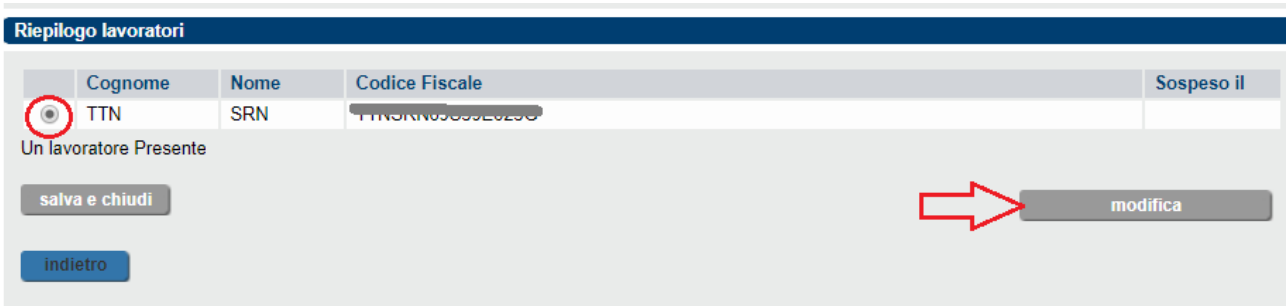 Riepilogo lavoratori
Cognome Nome Codice Fiscale Sospeso il
TTN SRN
Un lavoratore Presente
salva e chiudi modifica
indietro